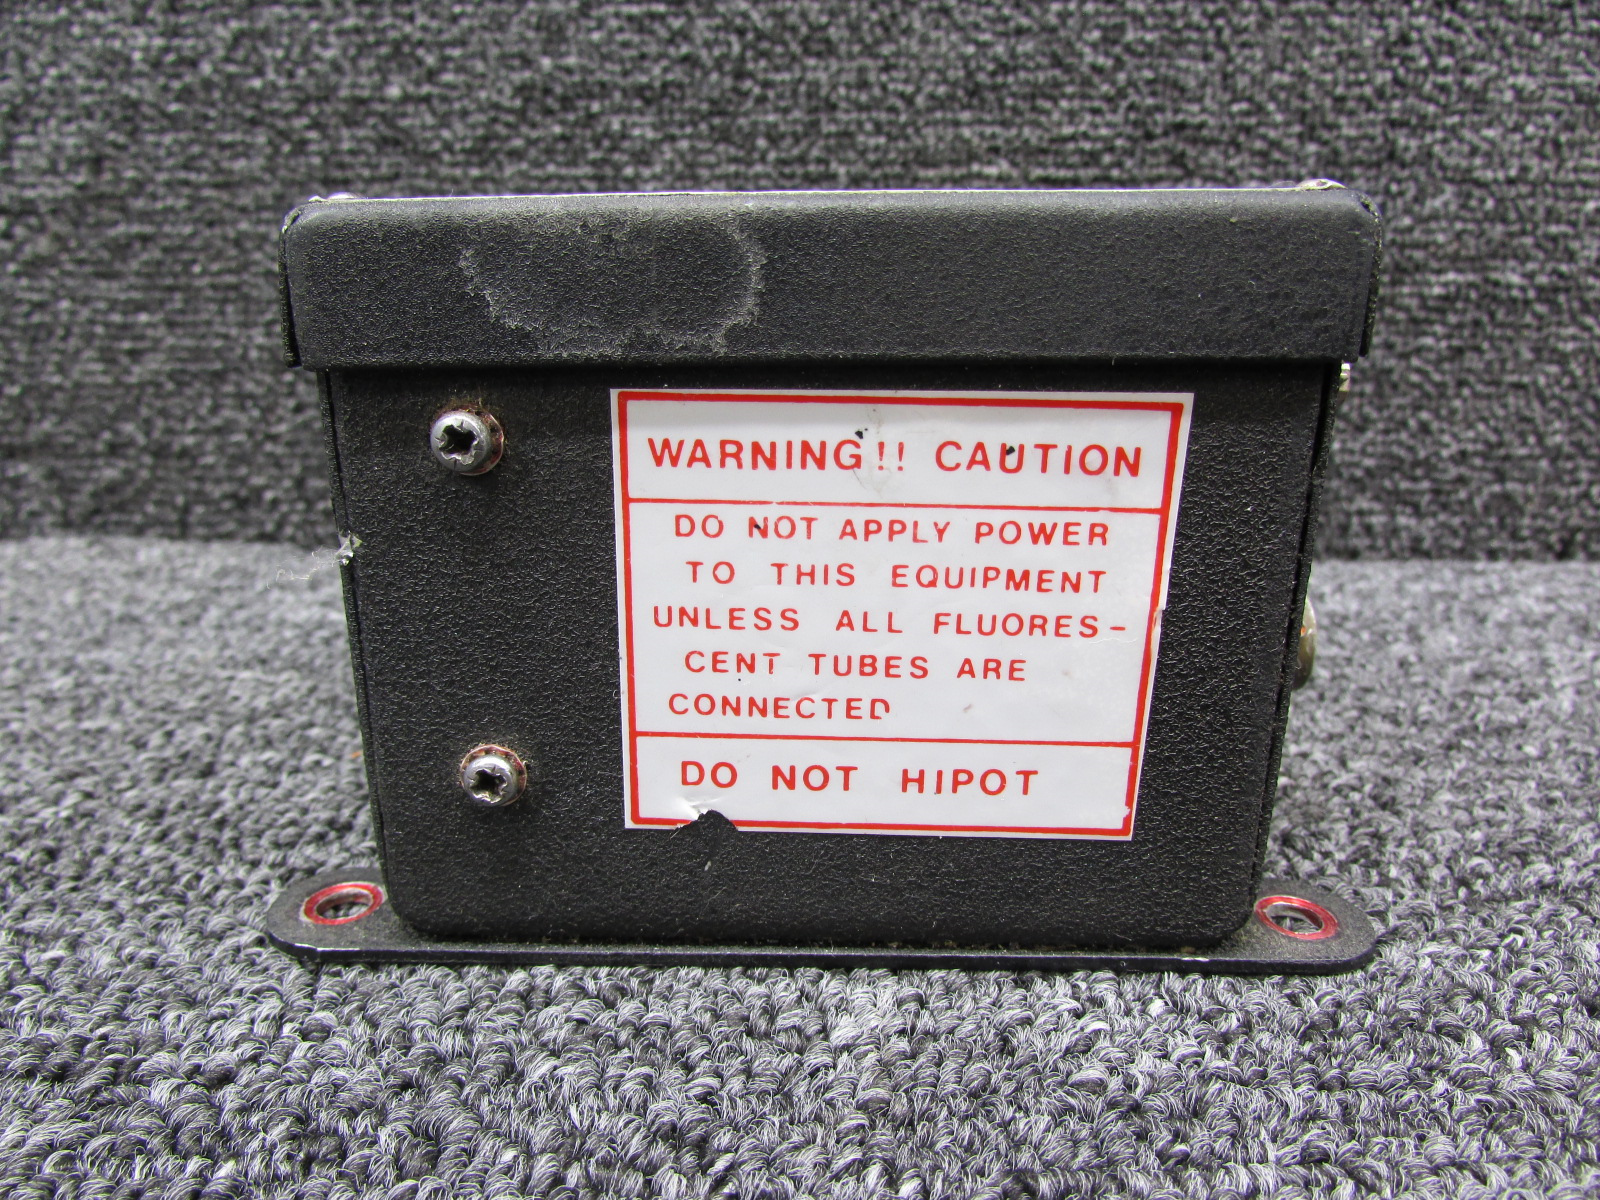 WARNING!! CAUTION
DO NOT APPLY POWER
TO THIS EQUIPMENT
UNLESS ALL FLUORES-
CENT TUBES ARE
CONNECTED
DO NOT HIPOT